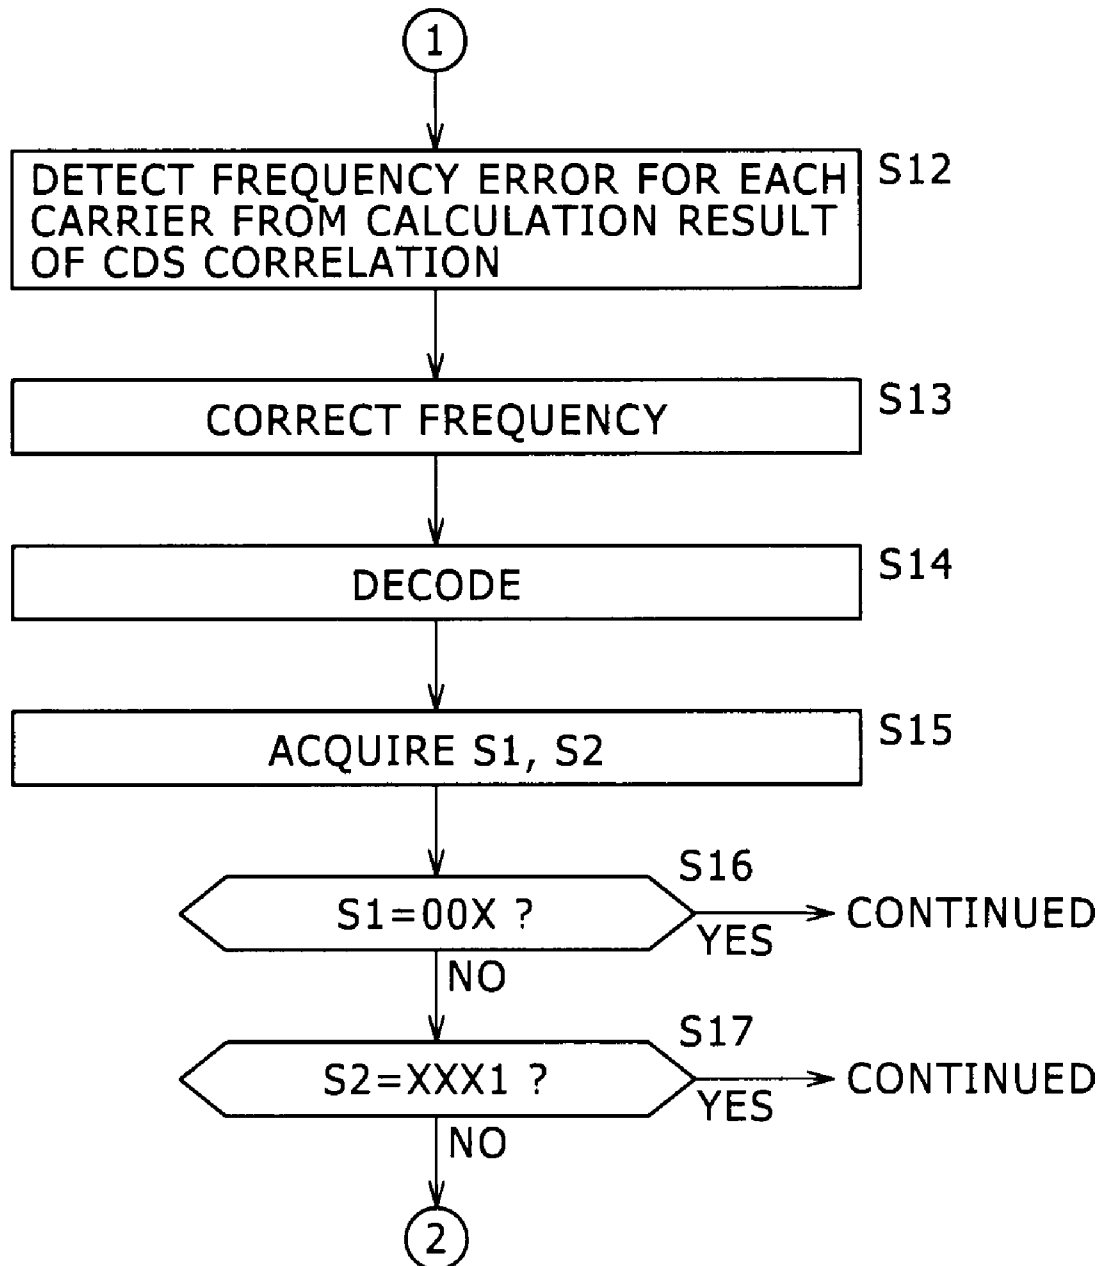 1
DETECT FREQUENCY ERROR FOR EACH
CARRIER FROM CALCULATION RESULT
OF CDS CORRELATION
S12
CORRECT FREQUENCY
S13
DECODE
S14
ACQUIRE S1, S2
S15
S16
S1=00X ?
YES
CONTINUED
NO
S17
S2=XXX1 ?
YES
CONTINUED
NO
2